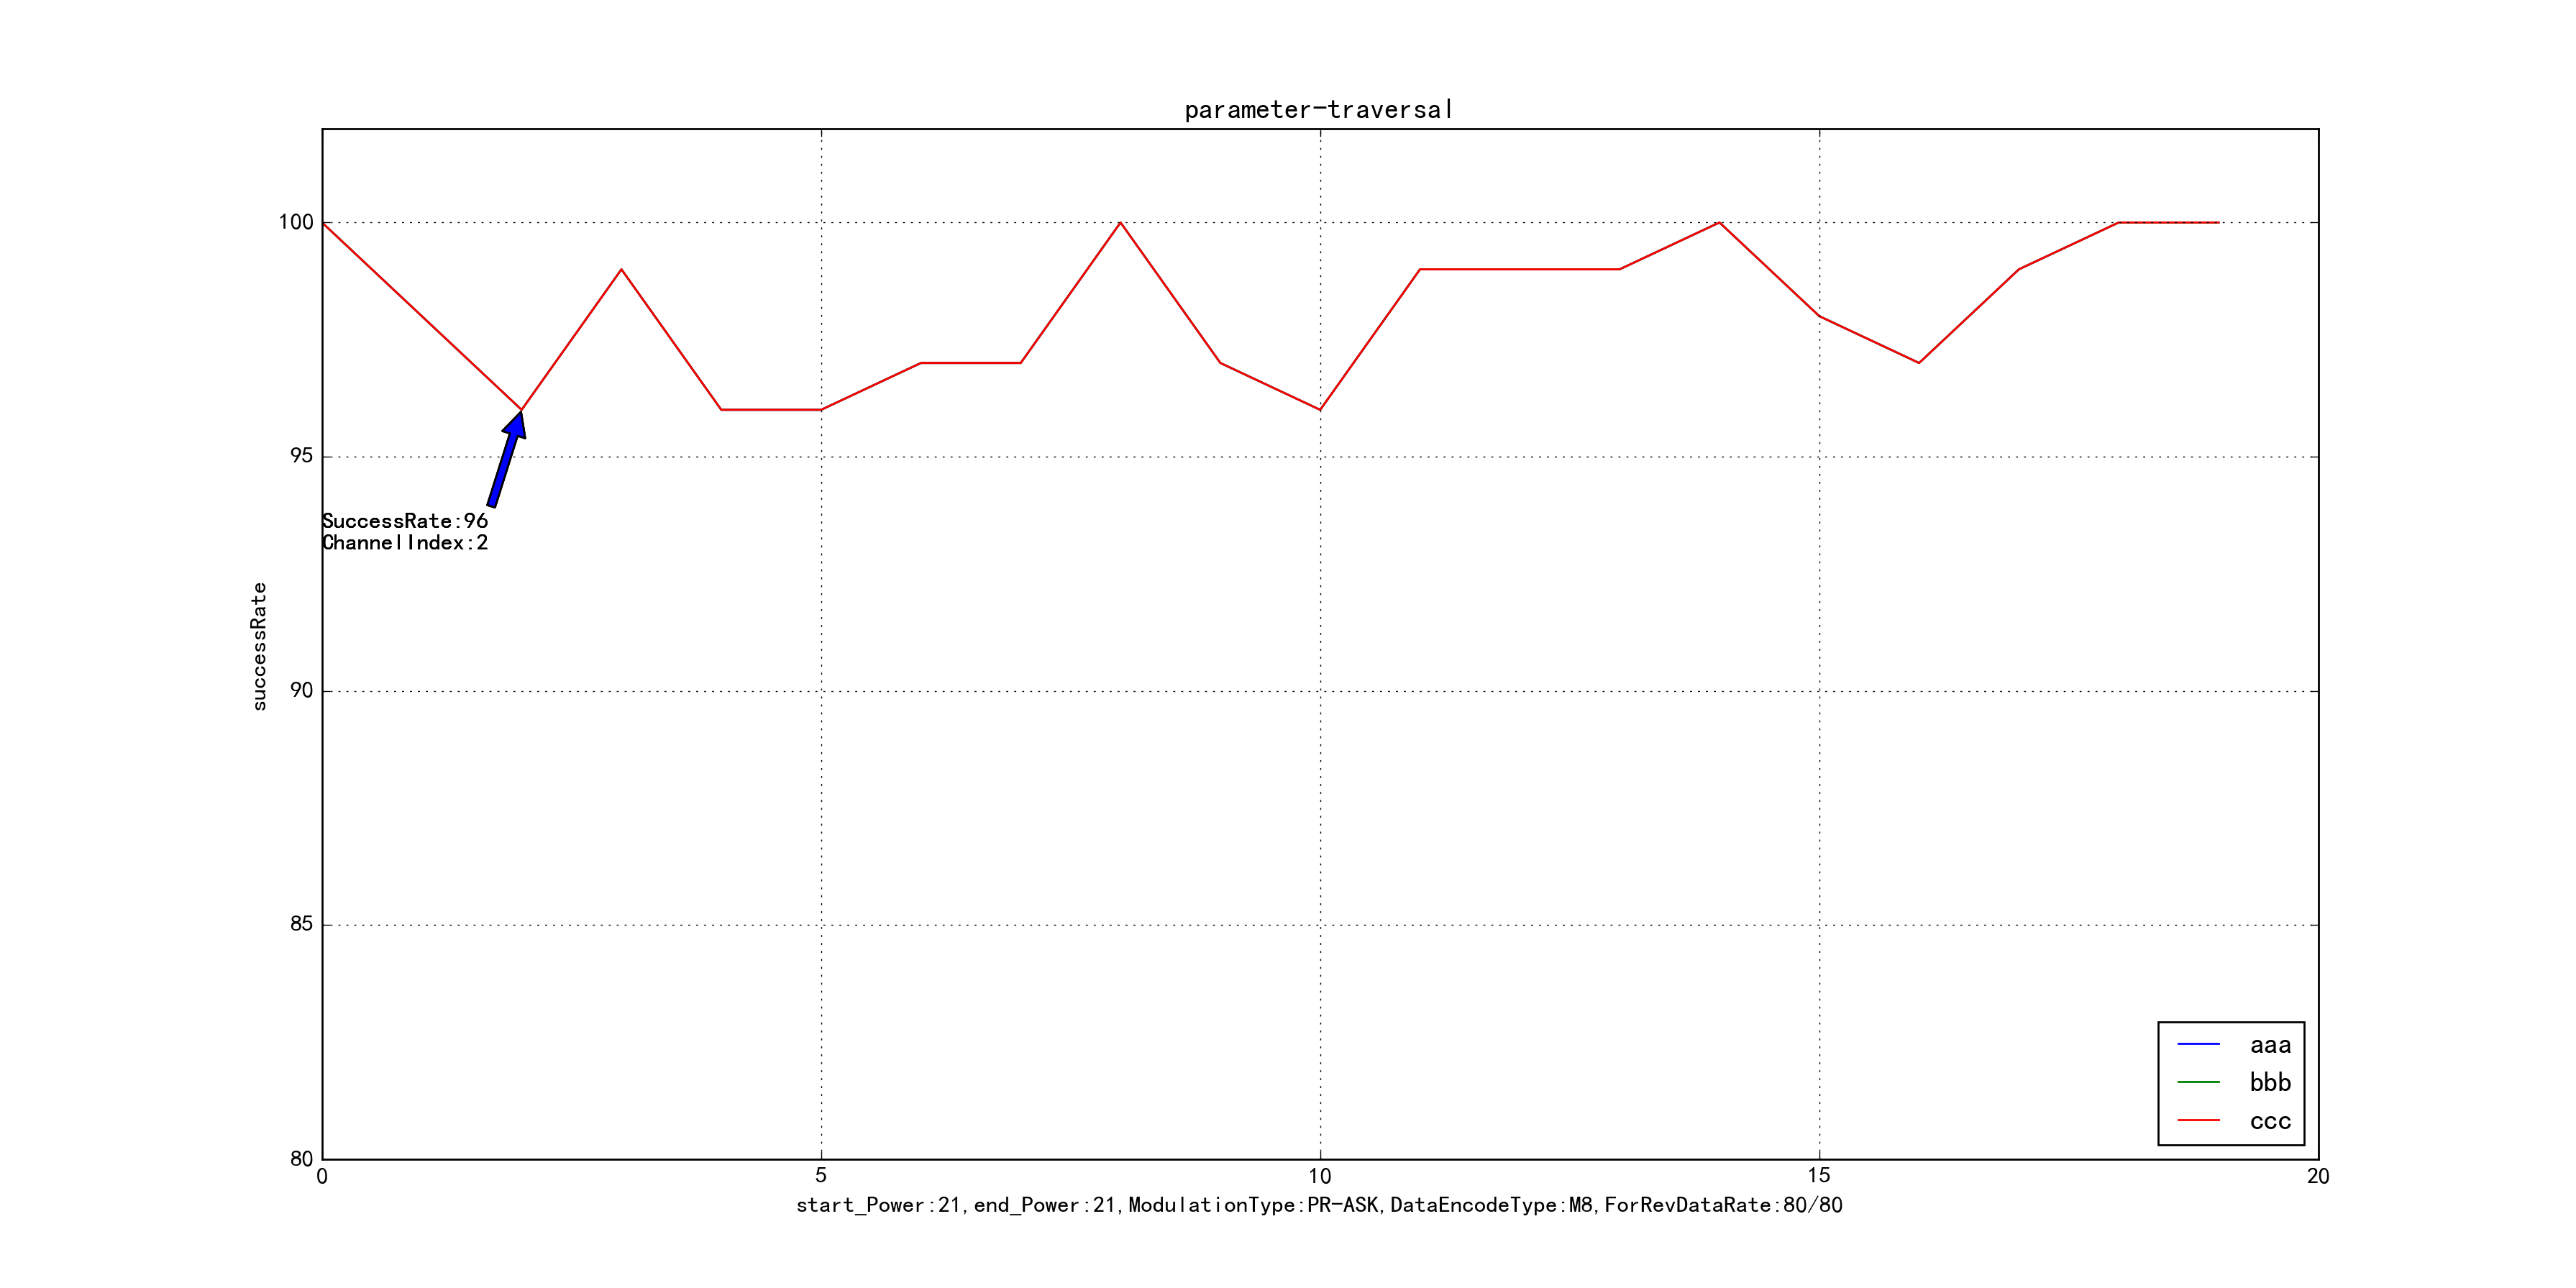 parameter-traversal
100
95
90
85
80
successRate
SuccessRate:96
ChannelIndex:2
aaa
bbb
ccc
0 5 10 15 20
start_Power:21,end_Power:21,ModulationType:PR-ASK,DataEncodeType:M8,ForRevDataRate:80/80